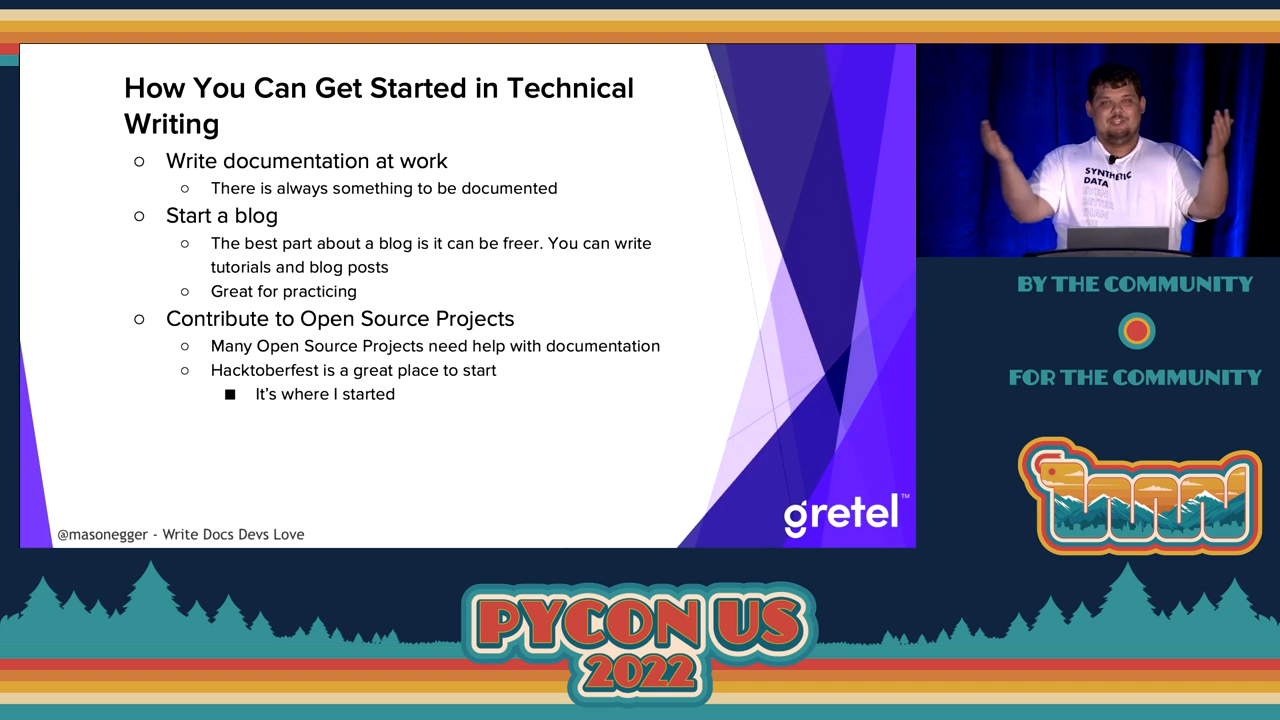 How You Can Get Started in Technical
Writing
Write documentation at work
There is always something to be documented
Start a blog
The best part about a blog is it can be freer. You can write
tutorials and blog posts
Great for practicing
Contribute to Open Source Projects
Many Open Source Projects need help with documentation
Hacktoberfest is a great place to start
It's where I started
@masonegger - Write Docs Devs Love
gretel™
SYNTHETIC
DATA
BY THE COMMUNITY
FOR THE COMMUNITY
PYCON US
2022